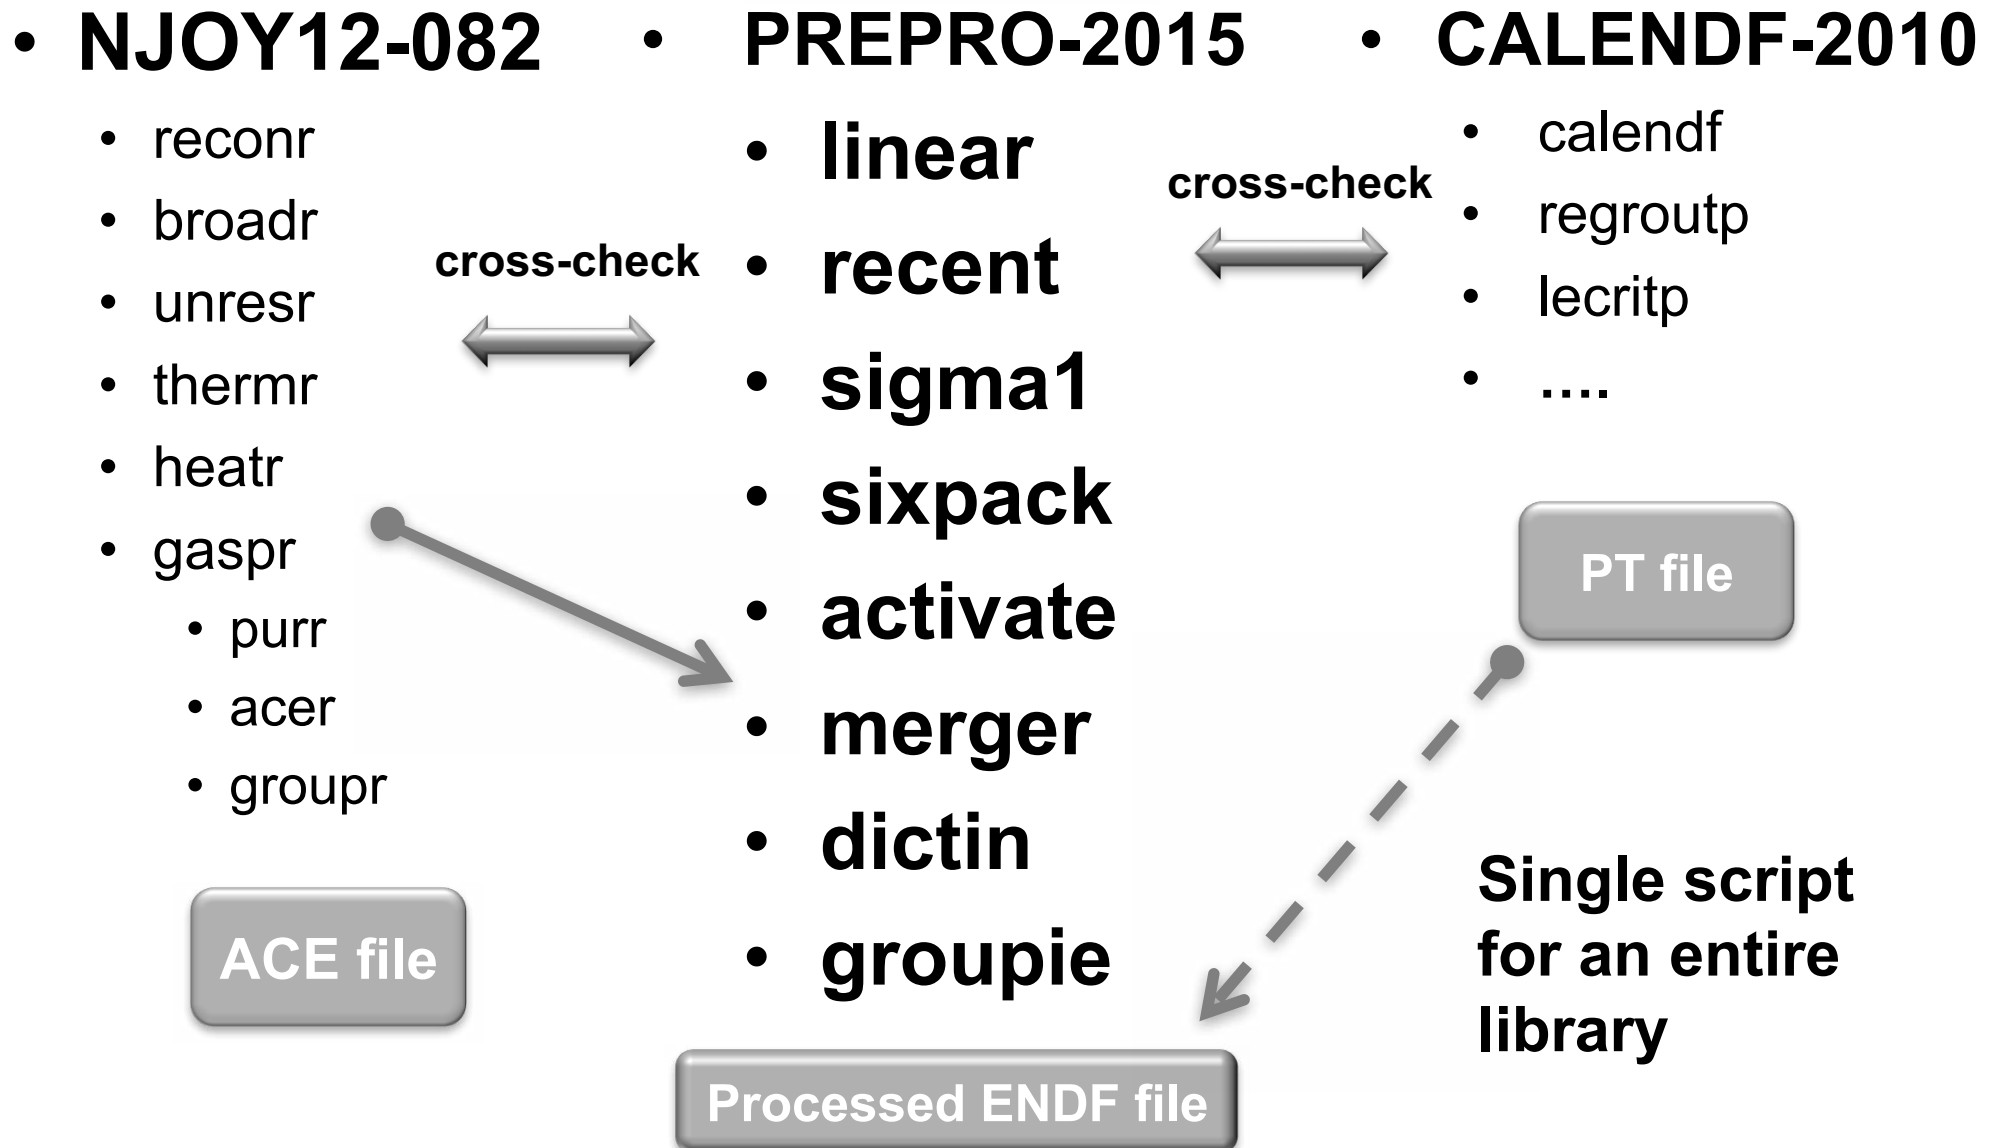 • NJOY12-082
• reconr
• broadr
• unresr
• thermr
• heatr
• gaspr
• purr
• acer
• groupr
ACE file
cross-check
• PREPRO-2015
• linear
• recent
• sigma1
• sixpack
• activate
• merger
• dictin
• groupie
Processed ENDF file
cross-check
• CALENDF-2010
• calendf
• regroutp
• lecritp
• ....
PT file
Single script
for an entire
library